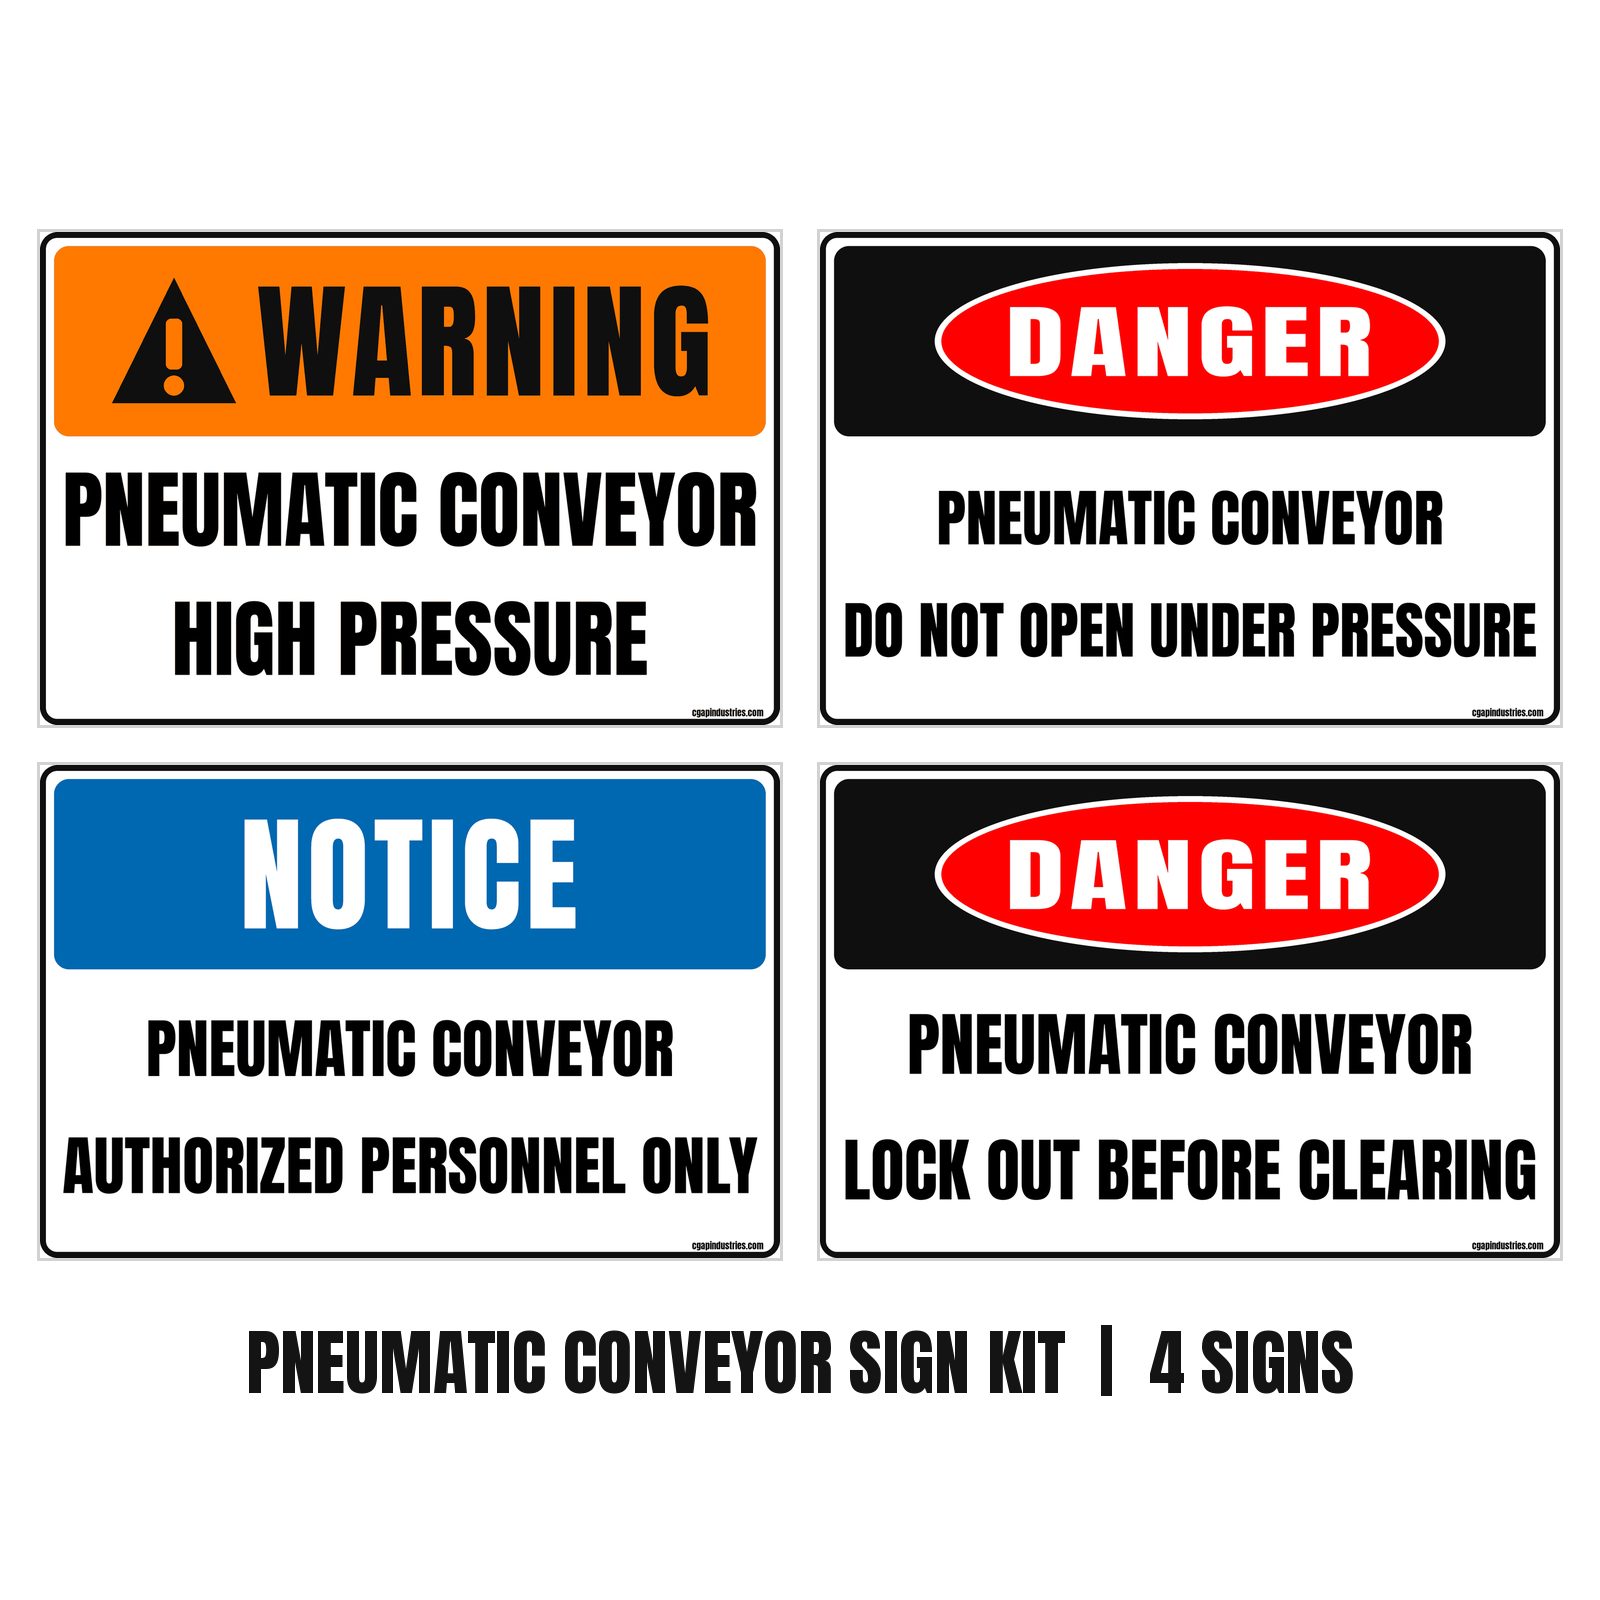 WARNING
PNEUMATIC CONVEYOR
HIGH PRESSURE
cgapindustries.com
DANGER
PNEUMATIC CONVEYOR
DO NOT OPEN UNDER PRESSURE
cgapindustries.com
NOTICE
PNEUMATIC CONVEYOR
AUTHORIZED PERSONNEL ONLY
cgapindustries.com
DANGER
PNEUMATIC CONVEYOR
LOCK OUT BEFORE CLEARING
cgapindustries.com
PNEUMATIC CONVEYOR SIGN KIT | 4 SIGNS